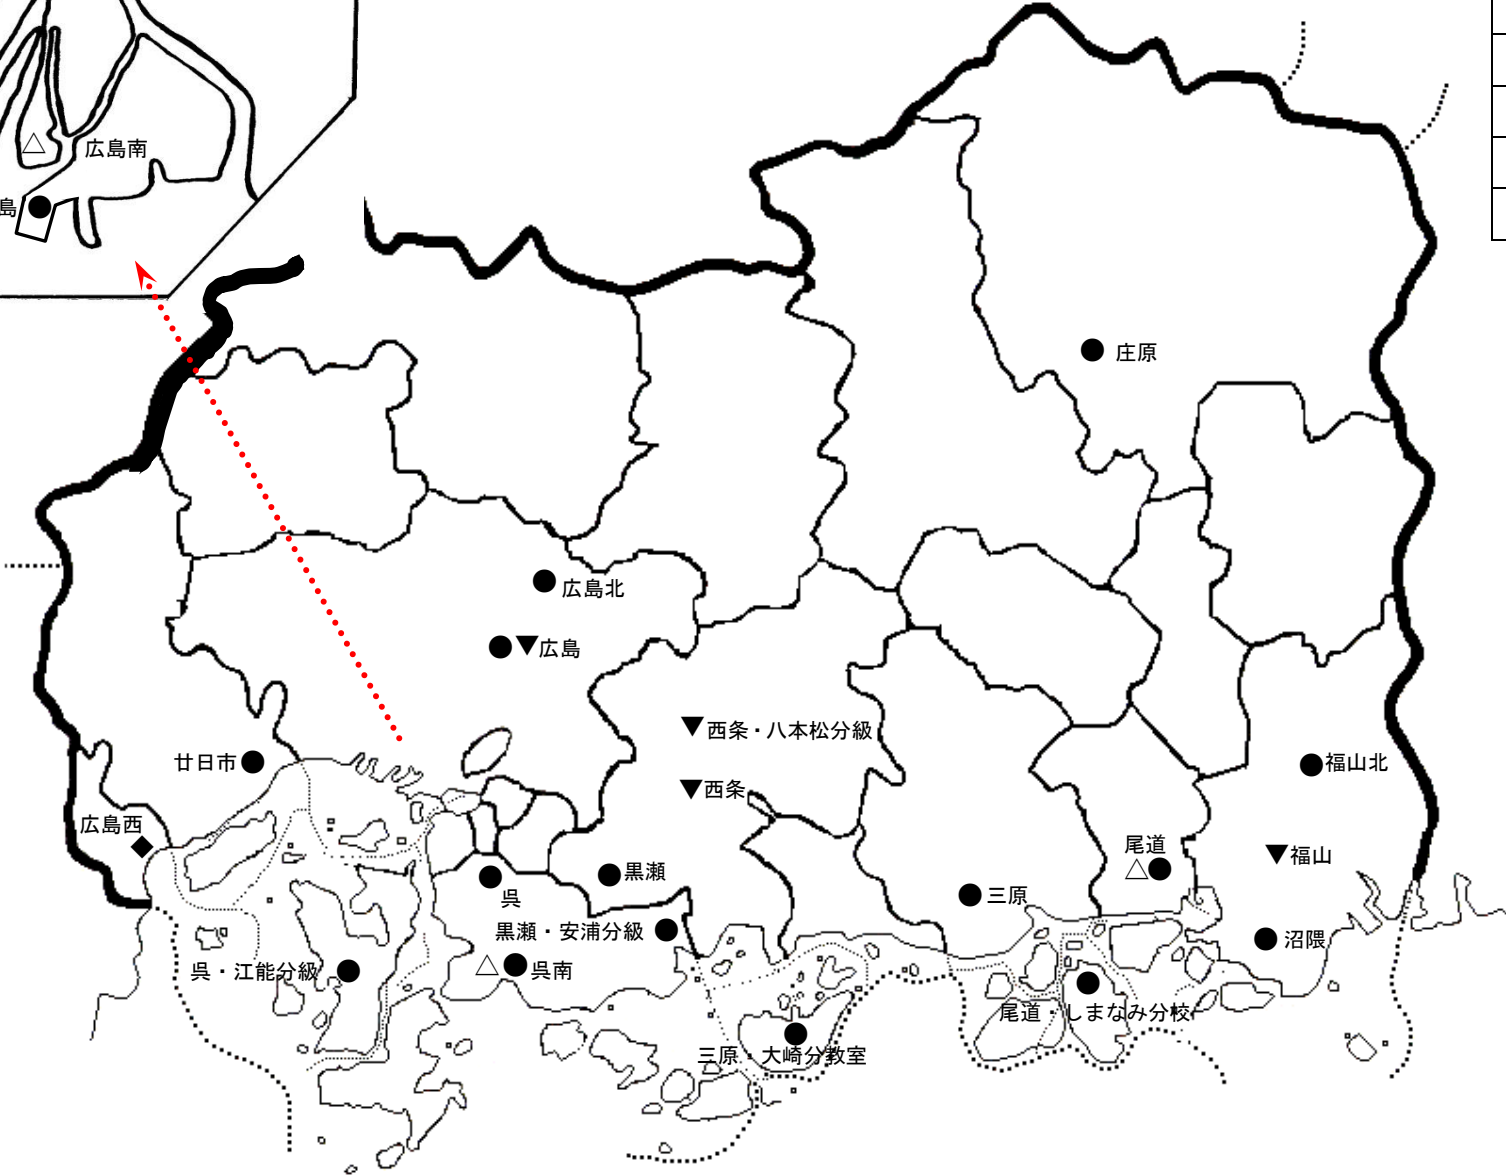 広島南
島
庄原
広島北
広島
西条・八本松分級
廿日市
福山北
西条
広島西
尾道
福山
黒瀬
呉
三原
黒瀬・安浦分級
沼隈
呉・江能分級
呉南
尾道・しまなみ分校
三原・大崎分教室